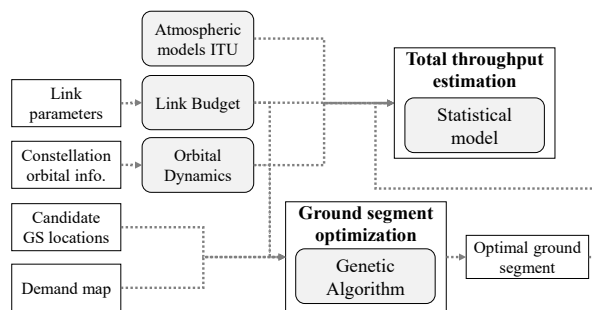 Atmospheric
models ITU
Total throughput
estimation
Link
parameters
Link Budget
Statistical
model
Constellation
orbital info.
Orbital
Dynamics
Candidate
GS locations
Ground segment
optimization
Genetic
Algorithm
Optimal ground
segment
Demand map